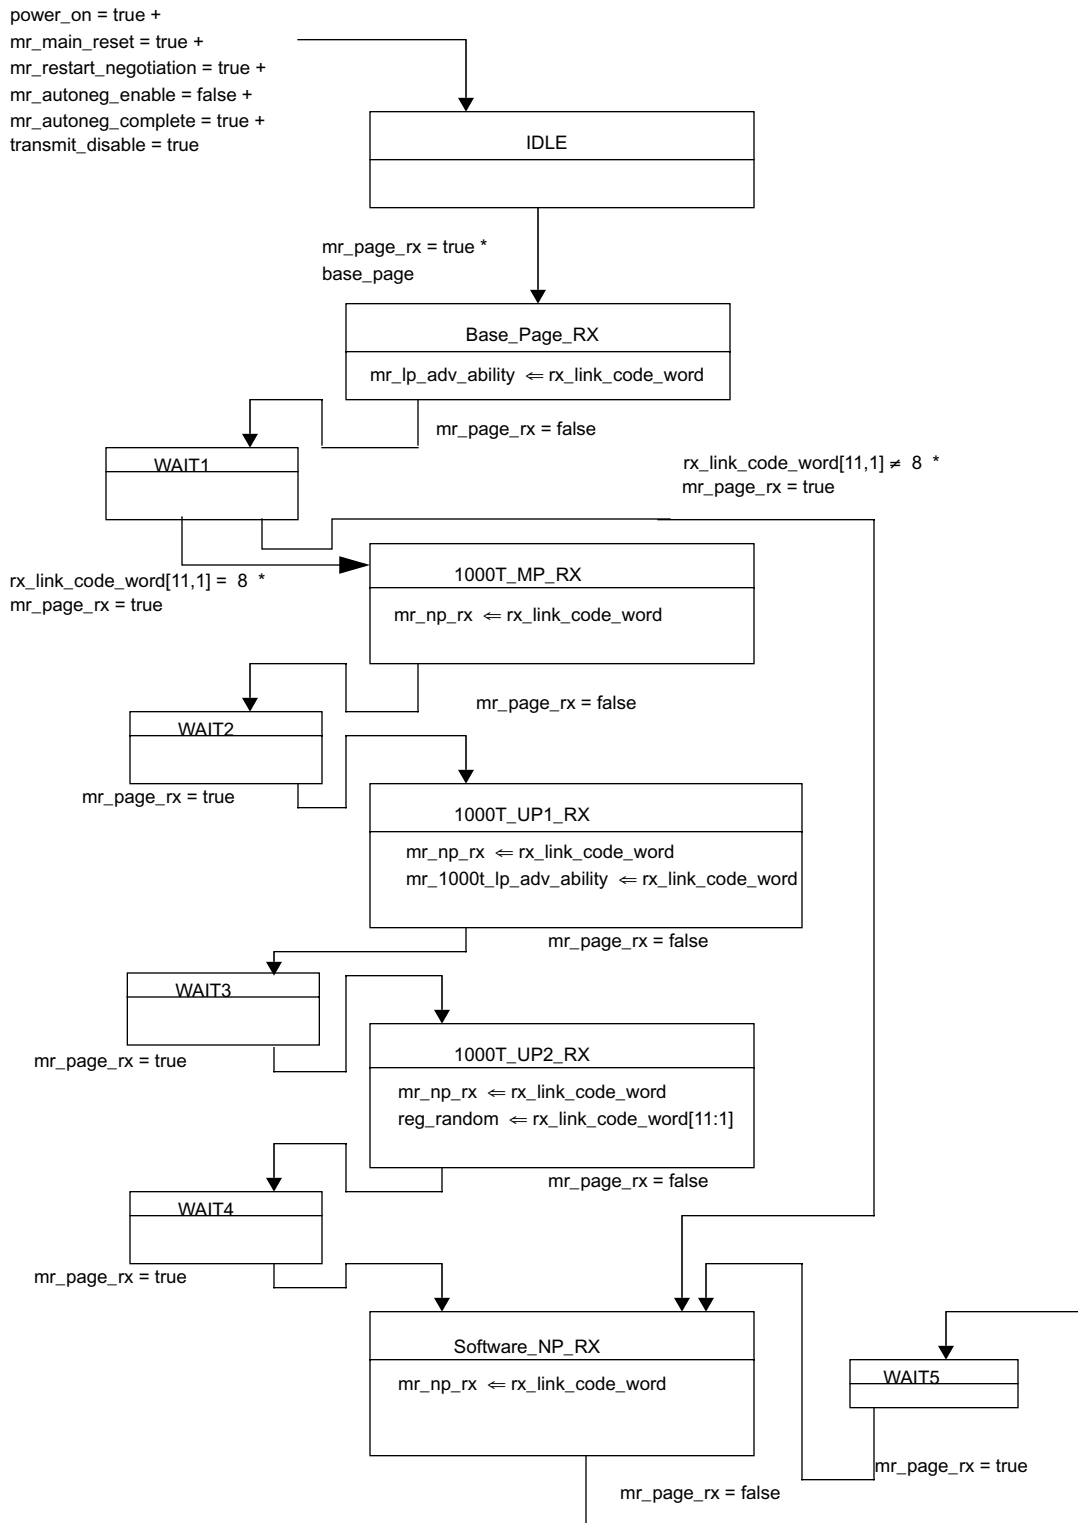 power_on = true +
mr_main_reset = true +
mr_restart_negotiation = true +
mr_autoneg_enable = false +
mr_autoneg_complete = true +
transmit_disable = true
IDLE
mr_page_rx = true *
base_page
Base_Page_RX
mr_lp_adv_ability ⇐ rx_link_code_word
mr_page_rx = false
WAIT1
rx_link_code_word[11,1] ≠ 8 *
mr_page_rx = true
rx_link_code_word[11,1] = 8 *
mr_page_rx = true
1000T_MP_RX
mr_np_rx ⇐ rx_link_code_word
mr_page_rx = false
WAIT2
mr_page_rx = true
1000T_UP1_RX
mr_np_rx ⇐ rx_link_code_word
mr_1000t_lp_adv_ability ⇐ rx_link_code_word
mr_page_rx = false
WAIT3
mr_page_rx = true
1000T_UP2_RX
mr_np_rx ⇐ rx_link_code_word
reg_random ⇐ rx_link_code_word[11:1]
mr_page_rx = false
WAIT4
mr_page_rx = true
Software_NP_RX
mr_np_rx ⇐ rx_link_code_word
WAIT5
mr_page_rx = true
mr_page_rx = false